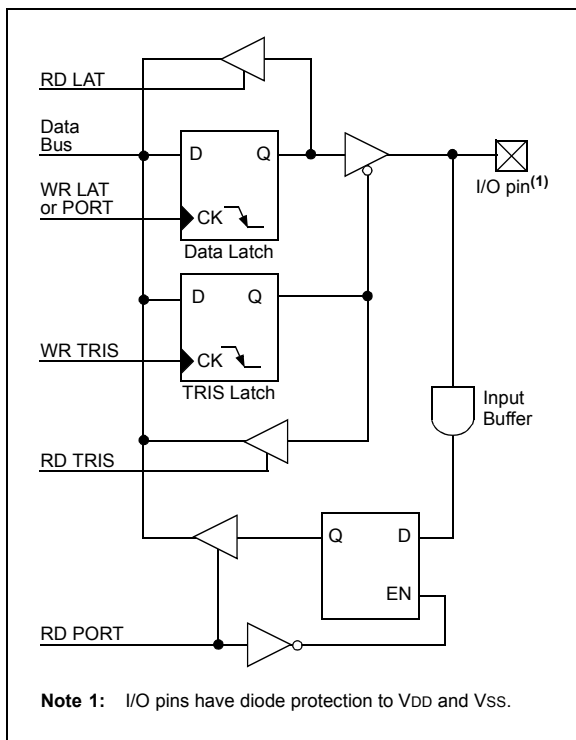 RD LAT
Data
Bus
D Q
WR LAT
or PORT
CK
Data Latch
I/O pin(1)
D Q
WR TRIS
CK
TRIS Latch
Input
Buffer
RD TRIS
Q D
EN
RD PORT
Note 1: I/O pins have diode protection to VDD and VSS.